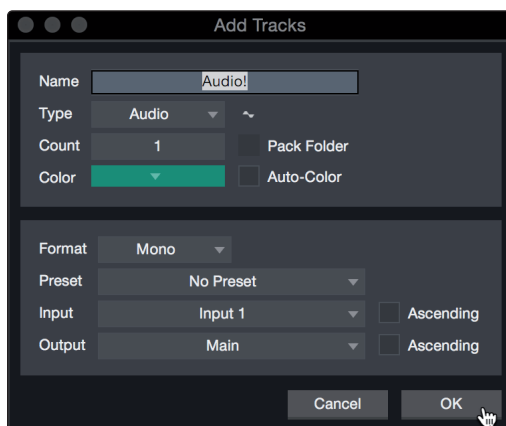 Add Tracks
Name Audio!
Type Audio
Count 1 Pack Folder
Color Auto-Color
Format Mono
Preset No Preset
Input Input 1 Ascending
Output Main Ascending
Cancel OK